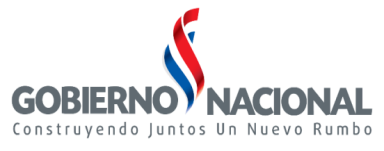 GOBIERNO NACIONAL
Construyendo Juntos Un Nuevo Rumbo